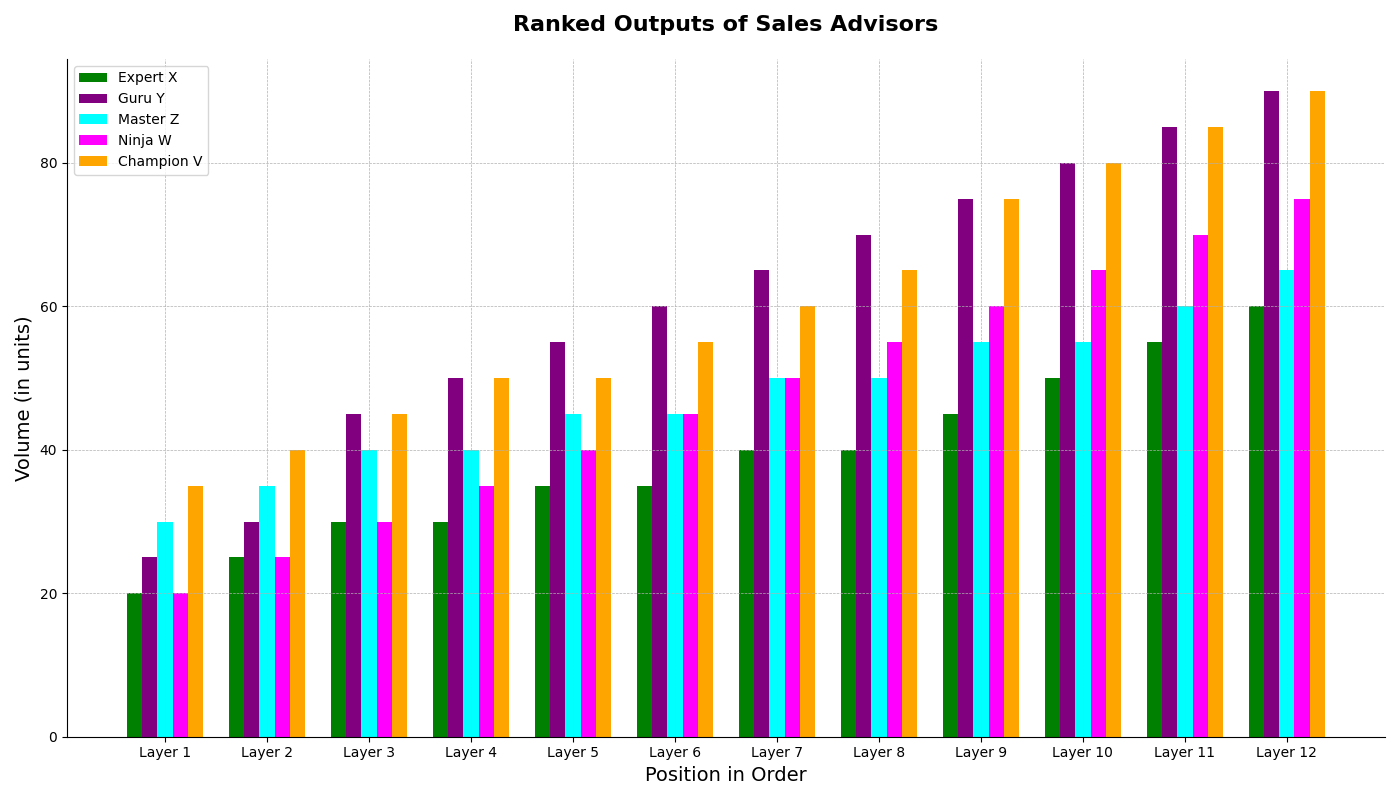 Ranked Outputs of Sales Advisors
Expert X
Guru Y
Master Z
Ninja W
Champion V
Volume (in units)
80
60
40
20
0
Layer 1 Layer 2 Layer 3 Layer 4 Layer 5 Layer 6 Layer 7 Layer 8 Layer 9 Layer 10 Layer 11 Layer 12
Position in Order